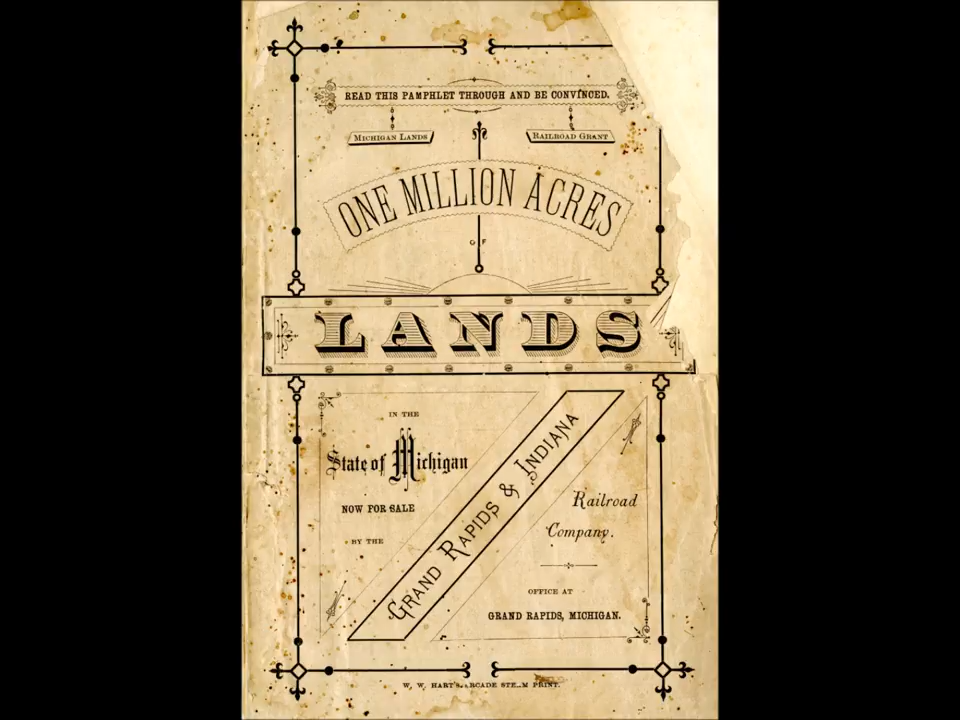 READ THIS PAMPHLET THROUGH AND BE CONVINCED.
MICHIGAN LANDS
RAILROAD GRANT
ONE MILLION ACRES
OF
LANDS
IN THE
State of Michigan
NOW FOR SALE
BY THE
GRAND RAPIDS & INDIANA
Railroad
Company.
OFFICE AT
GRAND RAPIDS, MICHIGAN.
W. W. HART'S PRINT.